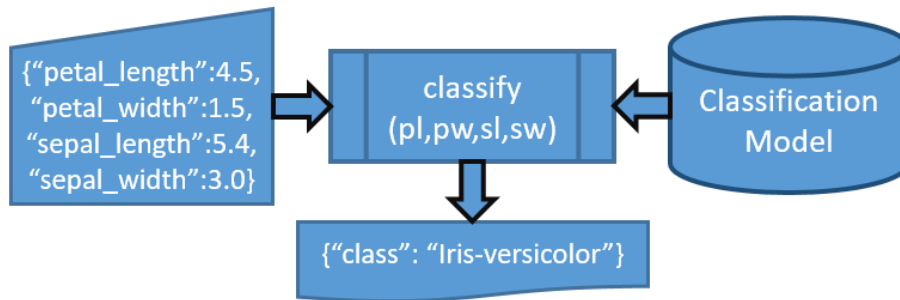 {“petal_length”:4.5,
“petal_width”:1.5,
“sepal_length”:5.4,
“sepal_width”:3.0}
classify
(pl,pw,sl,sw)
Classification
Model
{“class”: “Iris-versicolor”}